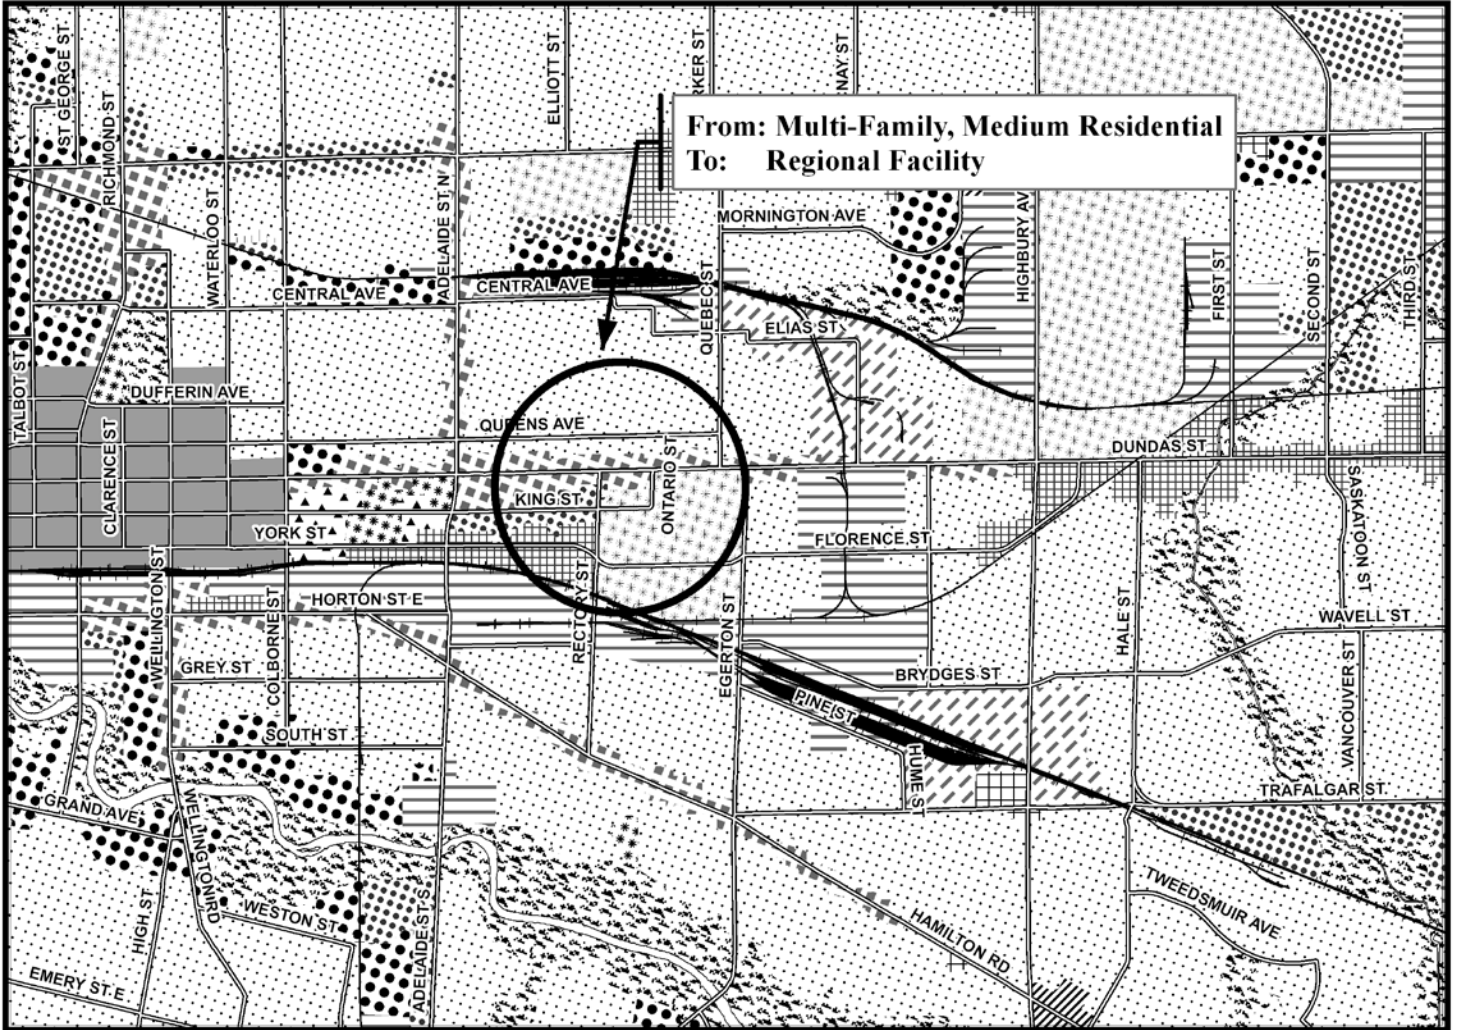 ST GEORGE ST
RICHMOND ST
ELLIOTT ST
RKER ST
NAY ST
From: Multi-Family, Medium Residential
To: Regional Facility
WATERLOO ST
ADELAIDE ST N
MORNINGTON AVE
HIGHBURY AV
FIRST ST
SECOND ST
THIRD ST
CENTRAL AVE
CENTRAL AVE
QUEBEC ST
ELIAS ST
TALBOT ST
DUFFERIN AVE
QUEENS AVE
CLARENCE ST
ONTARIO ST
DUNDAS ST
KING ST
YORK ST
FLORENCE ST
SASKATOON ST
WELLINGTON ST
COLBORNE ST
HORTON ST E
RECTORY ST
EGERTON ST
HALE ST
WAVELL ST
GREY ST
BRYDGES ST
VANCOUVER ST
PINE ST
SOUTH ST
HUME ST
TRAFALGAR ST
GRAND AVE
WELLINGTON RD
HIGH ST
WESTON ST
ADELAIDE ST S
TWEEDSMUIR AVE
HAMILTON RD
EMERY ST E